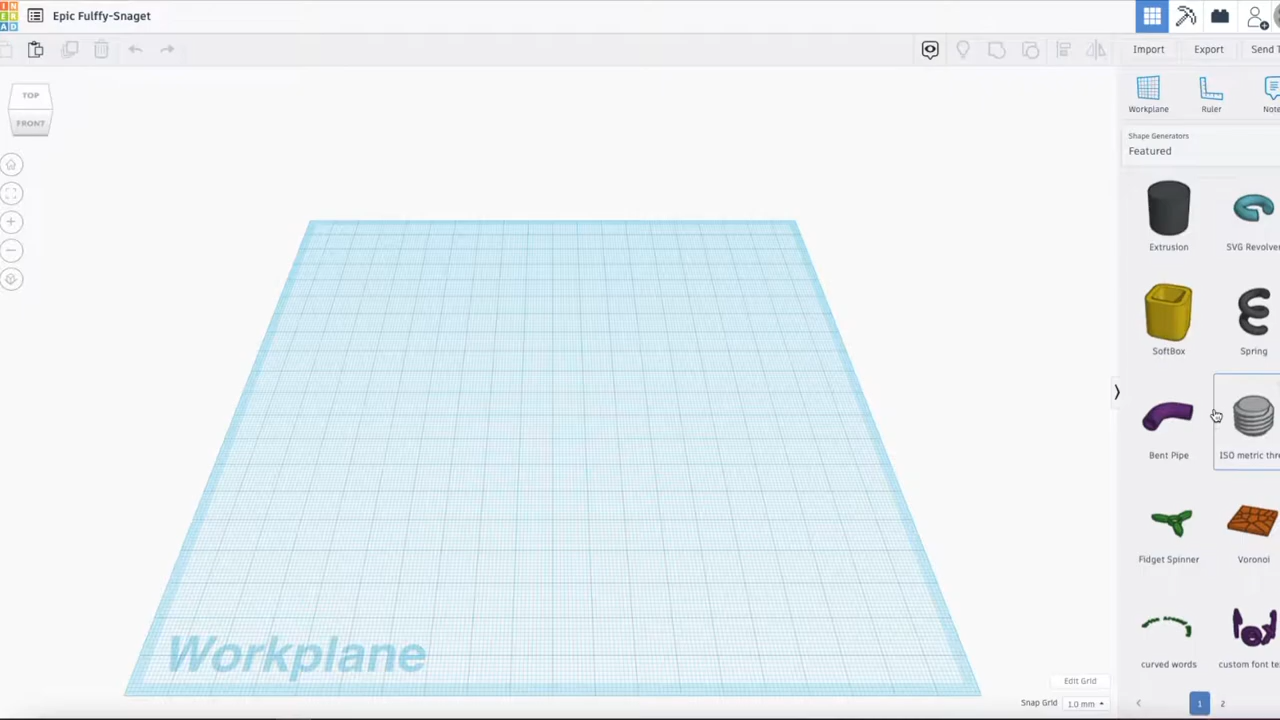 Epic Fulffy-Snaget
Import
Export
Send T
TOP
FRONT
Workplane
Ruler
Note
Shape Generators
Featured
Extrusion
SVG Revolve
SoftBox
Spring
Bent Pipe
ISO metric thre
Fidget Spinner
Voronoi
curved words
custom font te
Workplane
Edit Grid
Snap Grid
1.0 mm
1
2